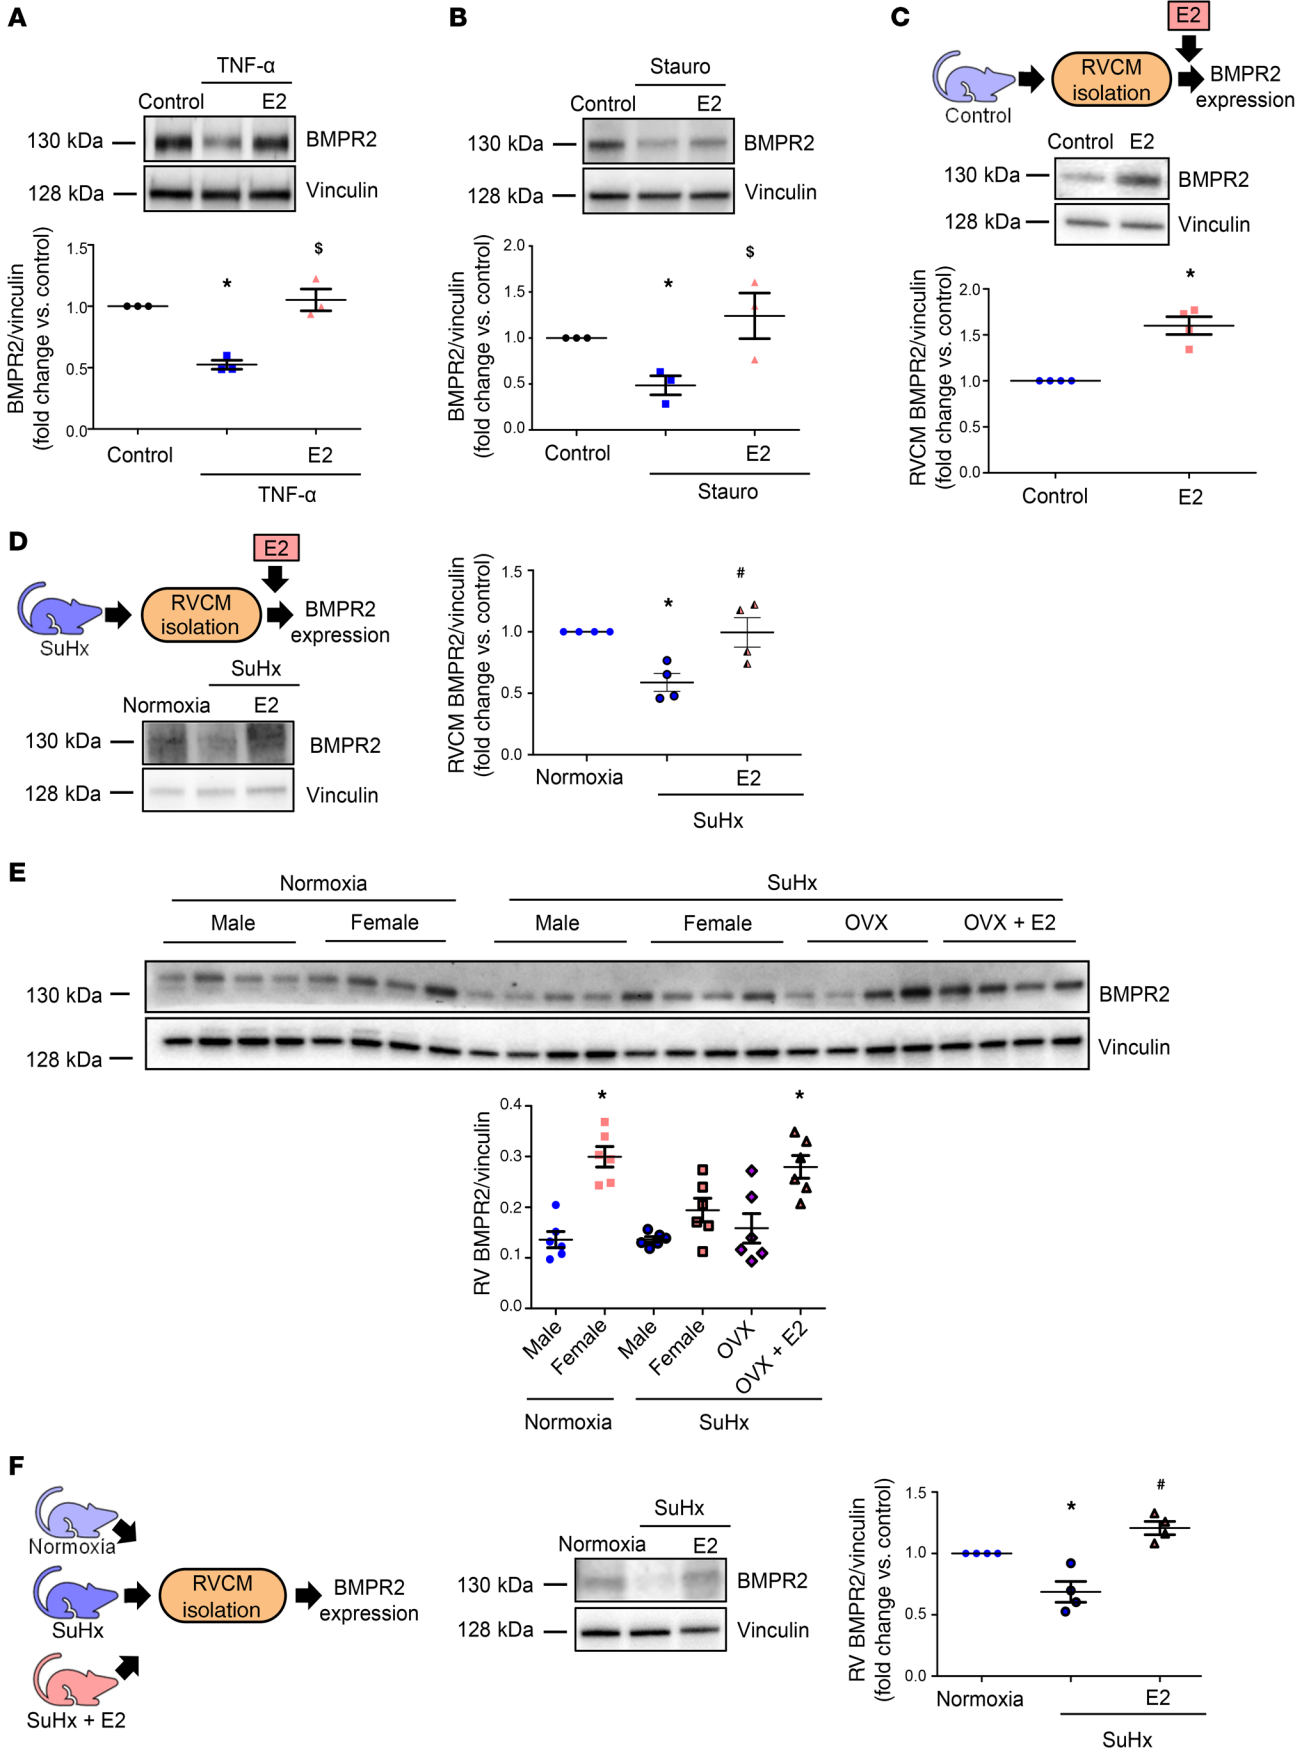 A
TNF-α
Control E2
130 kDa BMPR2
128 kDa Vinculin
BMPR2/vinculin
(fold change vs. control)
1.5
1.0
0.5
0.0
*
$
Control E2
TNF-α
B
Stauro
Control E2
130 kDa BMPR2
128 kDa Vinculin
BMPR2/vinculin
(fold change vs. control)
2.0
1.5
1.0
0.5
0.0
*
$
Control E2
Stauro
C
E2
RVCM
isolation
BMPR2
expression
Control
Control E2
130 kDa BMPR2
128 kDa Vinculin
RVCM BMPR2/vinculin
(fold change vs. control)
2.0
1.5
1.0
0.5
0.0
*
Control E2
D
E2
RVCM
isolation
BMPR2
expression
SuHx
SuHx
Normoxia E2
130 kDa BMPR2
128 kDa Vinculin
RVCM BMPR2/vinculin
(fold change vs. control)
1.5
1.0
0.5
0.0
*
#
Normoxia E2
SuHx
E
Normoxia SuHx
Male Female Male Female OVX OVX + E2
130 kDa BMPR2
128 kDa Vinculin
RV BMPR2/vinculin
0.4
0.3
0.2
0.1
0.0
*
*
Male Female Male Female OVX OVX + E2
Normoxia SuHx
F
Normoxia
SuHx
SuHx + E2
RVCM
isolation
BMPR2
expression
SuHx
Normoxia E2
130 kDa BMPR2
128 kDa Vinculin
RV BMPR2/vinculin
(fold change vs. control)
1.5
1.0
0.5
0.0
*
#
Normoxia E2
SuHx